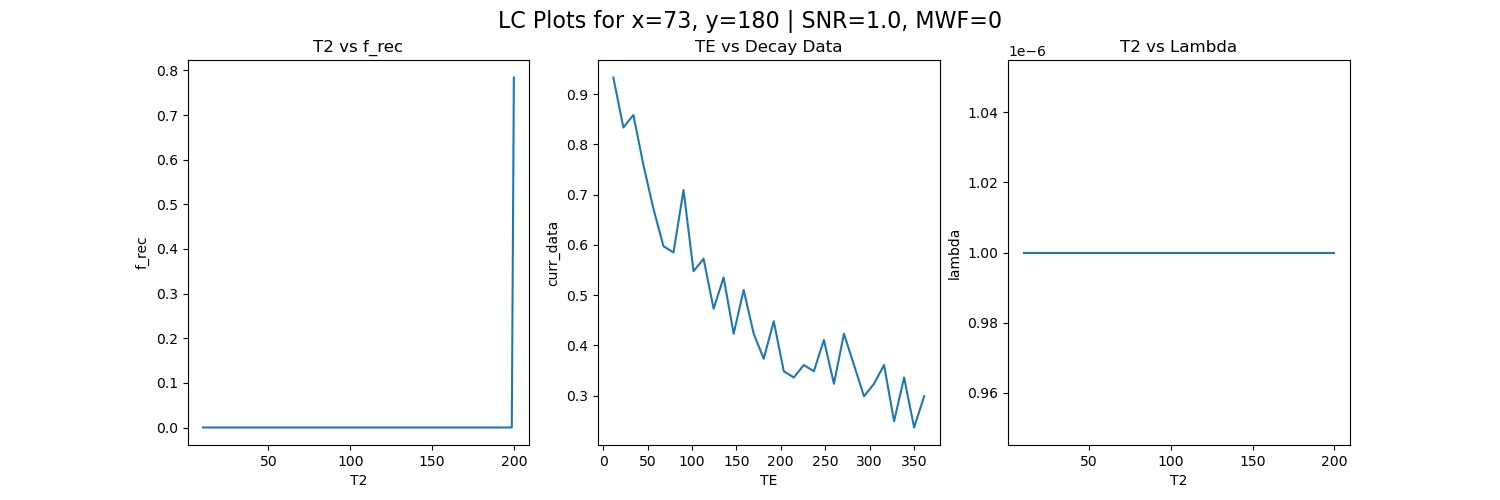 LC Plots for x=73, y=180 | SNR=1.0, MWF=0
T2 vs f_rec
0.8
0.7
0.6
0.5
0.4
0.3
0.2
0.1
0.0
f_rec
50 100 150 200
T2
TE vs Decay Data
0.9
0.8
0.7
0.6
0.5
0.4
0.3
curr_data
0 50 100 150 200 250 300 350
TE
T2 vs Lambda
1e−6
1.04
1.02
1.00
0.98
0.96
lambda
50 100 150 200
T2